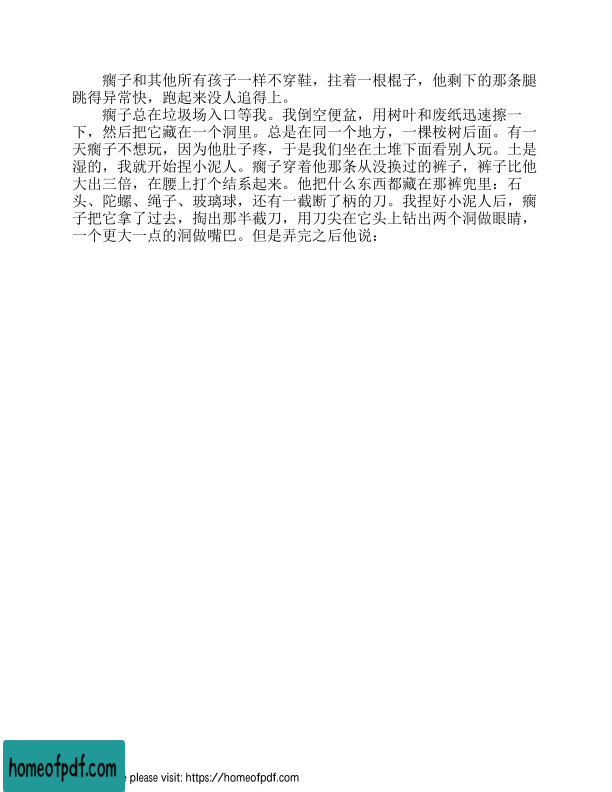 瘸子和其他所有孩子一样不穿鞋，拄着一根棍子，他剩下的那条腿
跳得异常快，跑起来没人追得上。
瘸子总在垃圾场入口等我。我倒空便盆，用树叶和废纸迅速擦一
下，然后把它藏在一个洞里。总是在同一个地方，一棵桉树后面。有一
天瘸子不想玩，因为他肚子疼，于是我们坐在土堆下面看别人玩。土是
湿的，我就开始捏小泥人。瘸子穿着他那条从没换过的裤子，裤子比他
大出三倍，在腰上打个结系起来。他把什么东西都藏在那裤兜里：石
头、陀螺、绳子、玻璃球，还有一截断了柄的刀。我捏好小泥人后，瘸
子把它拿了过去，掏出那半截刀，用刀尖在它头上钻出两个洞做眼睛，
一个更大一点的洞做嘴巴。但是弄完之后他说：
homeofpdf.com
e please visit: https://homeofpdf.com